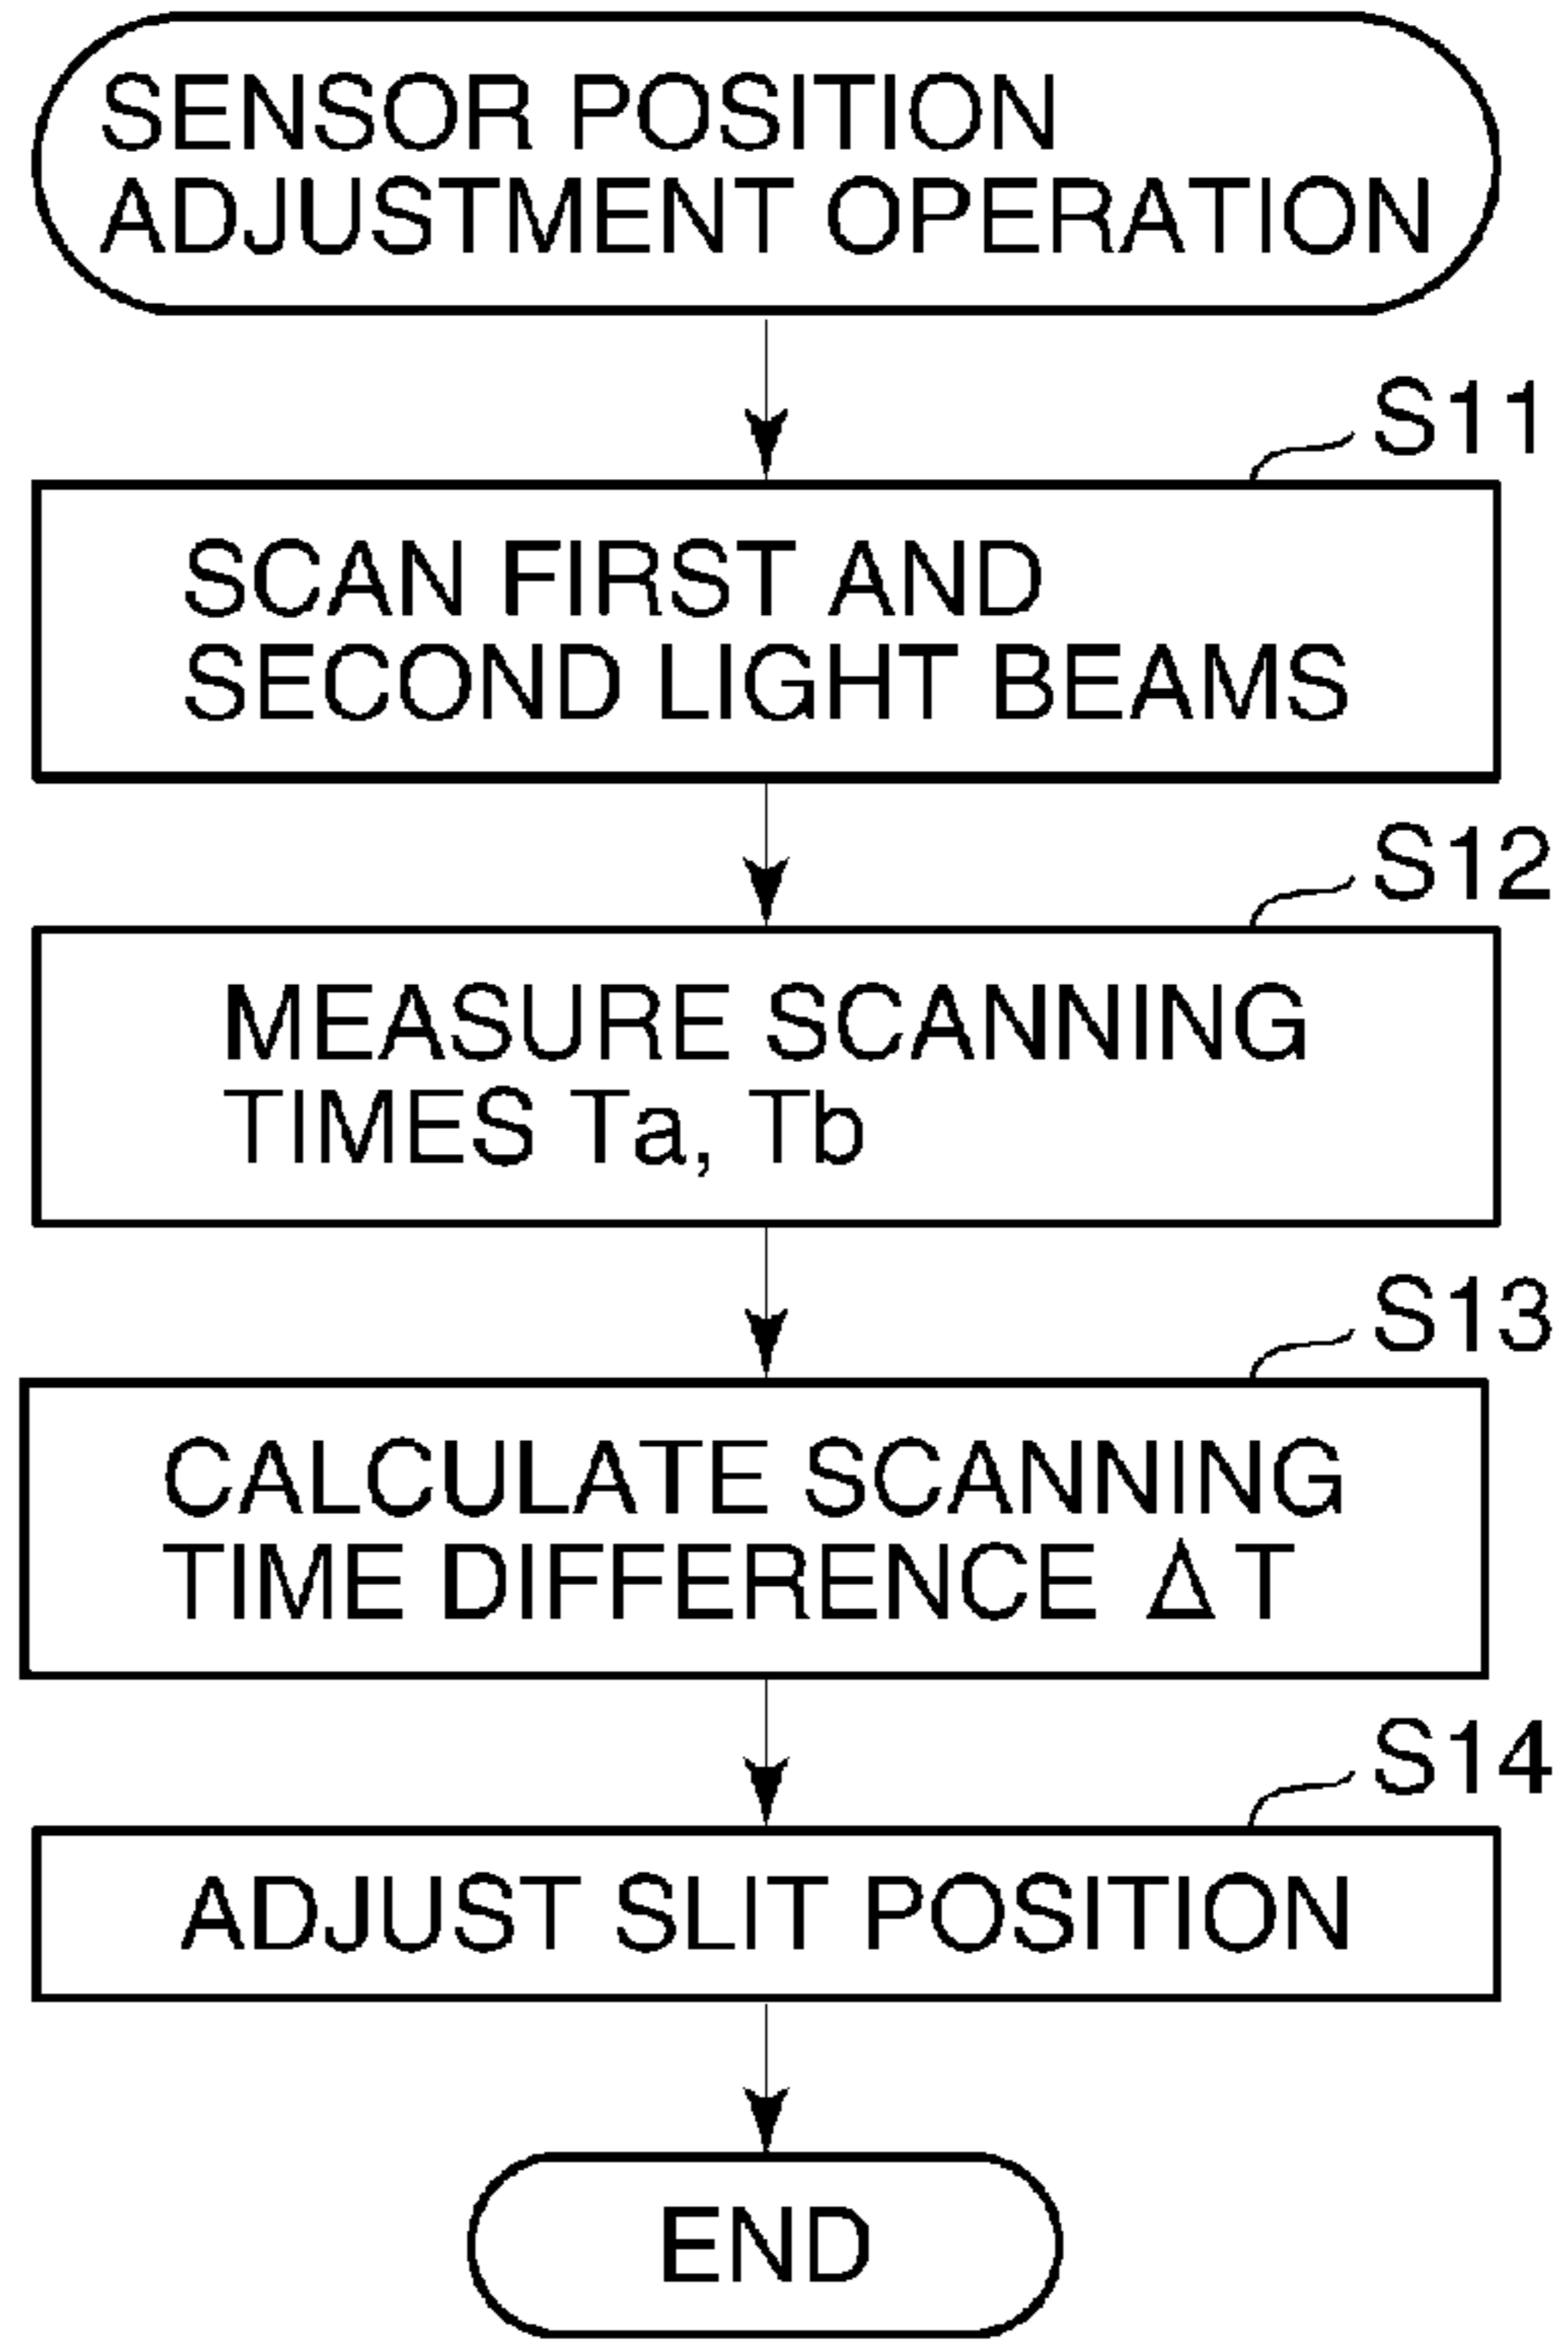 SENSOR POSITION
ADJUSTMENT OPERATION
S11
SCAN FIRST AND
SECOND LIGHT BEAMS
S12
MEASURE SCANNING
TIMES Ta, Tb
S13
CALCULATE SCANNING
TIME DIFFERENCE Δ T
S14
ADJUST SLIT POSITION
END